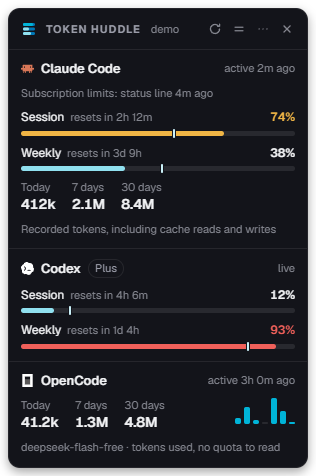 TOKEN HUDDLE demo
Claude Code active 2m ago
Subscription limits: status line 4m ago
Session resets in 2h 12m 74%
Weekly resets in 3d 9h 38%
Today 7 days 30 days
412k 2.1M 8.4M
Recorded tokens, including cache reads and writes
Codex Plus live
Session resets in 4h 6m 12%
Weekly resets in 1d 4h 93%
OpenCode active 3h 0m ago
Today 7 days 30 days
41.2k 1.3M 4.8M
deepseek-flash-free · tokens used, no quota to read